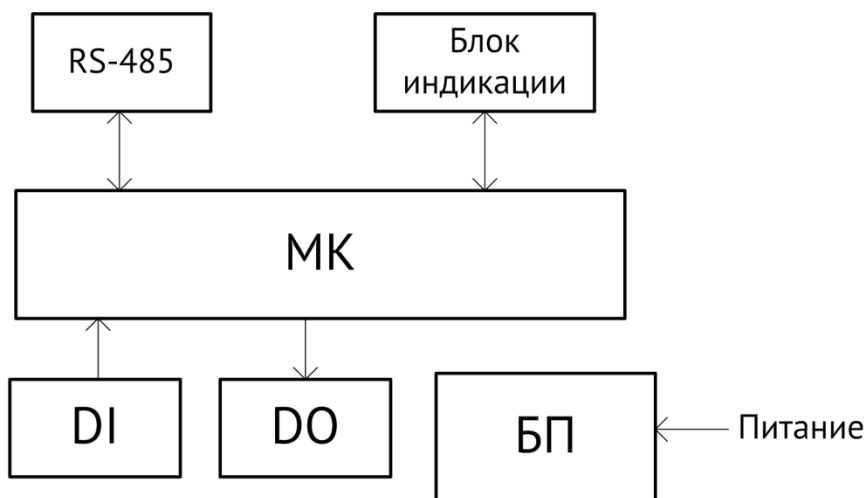 RS-485
Блок
индикации
МК
DI
DO
БП
Питание